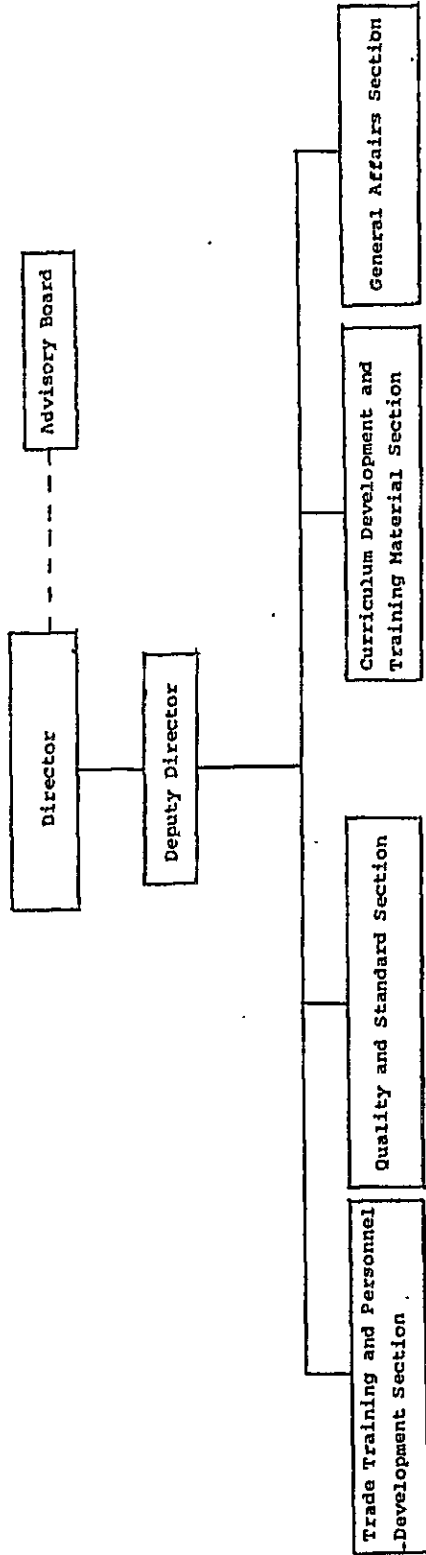 Director
Advisory Board
Deputy Director
Trade Training and Personnel
-Development Section
Quality and Standard Section
Curriculum Development and
Training Material Section
General Affairs Section